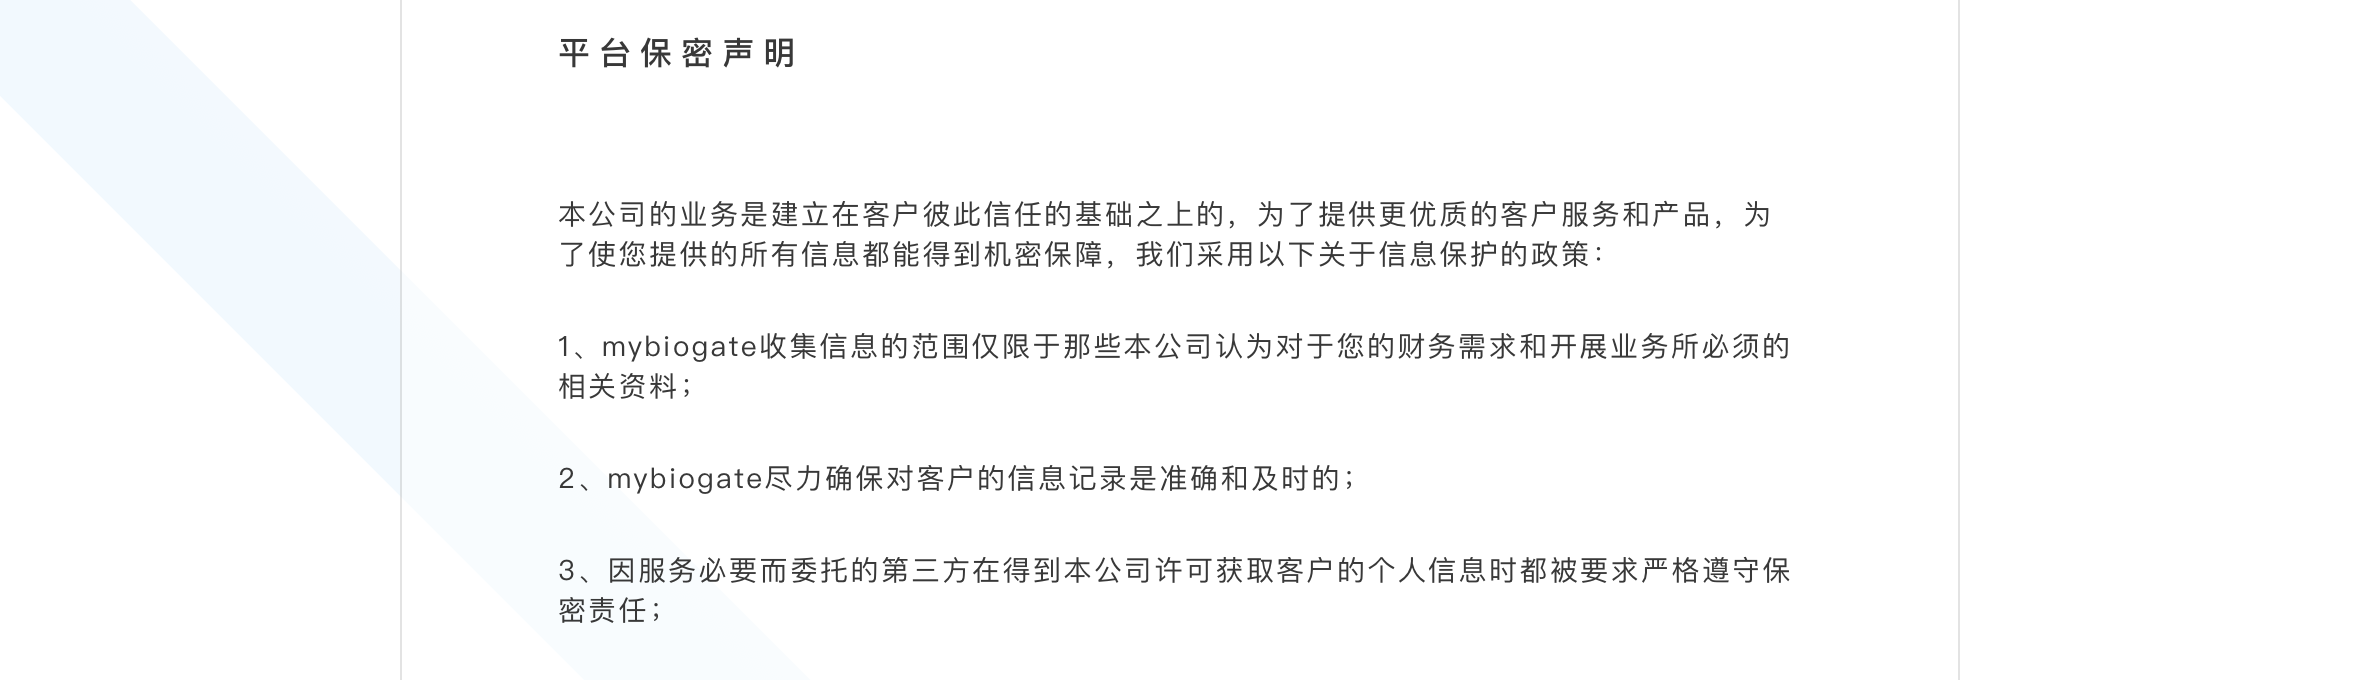 平台保密声明
本公司的业务是建立在客户彼此信任的基础之上的，为了提供更优质的客户服务和产品，为
了使您提供的所有信息都能得到机密保障，我们采用以下关于信息保护的政策：
1、mybiogate收集信息的范围仅限于那些本公司认为对于您的财务需求和开展业务所必须的
相关资料；
2、mybiogate尽力确保对客户的信息记录是准确和及时的；
3、因服务必要而委托的第三方在得到本公司许可获取客户的个人信息时都被要求严格遵守保
密责任；